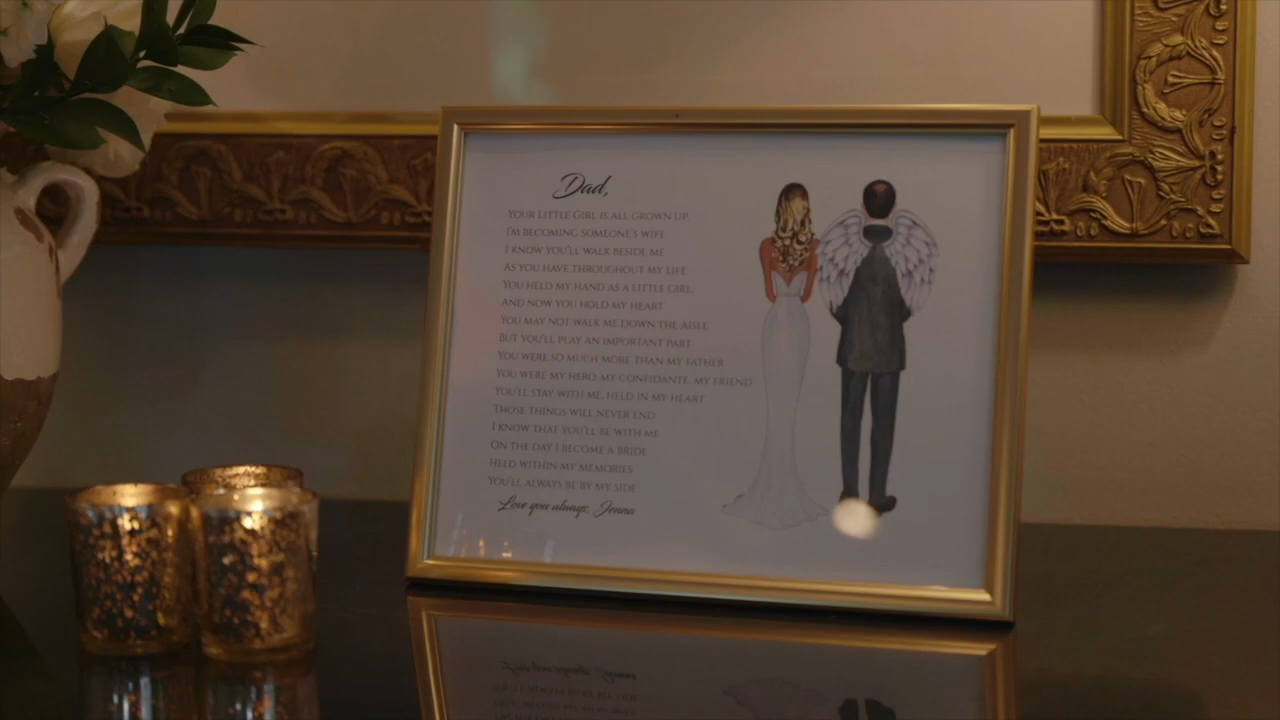 Dad,
YOUR LITTLE GIRL IS ALL GROWN UP,
I'M BECOMING SOMEONE'S WIFE
I KNOW YOU'LL WALK BESIDE ME
AS YOU HAVE THROUGHOUT MY LIFE
YOU HELD MY HAND AS A LITTLE GIRL,
AND NOW YOU HOLD MY HEART
YOU MAY NOT WALK ME DOWN THE AISLE
BUT YOU'LL PLAY AN IMPORTANT PART
YOU WERE SO MUCH MORE THAN MY FATHER
YOU WERE MY HERO, MY CONFIDANTE, MY FRIEND
YOU'LL STAY WITH ME, HELD IN MY HEART
THOSE THINGS WILL NEVER END
I KNOW THAT YOU'LL BE WITH ME
ON THE DAY I BECOME A BRIDE
HELD WITHIN MY MEMORIES
YOU'LL ALWAYS BE BY MY SIDE
Love you always, Jenna